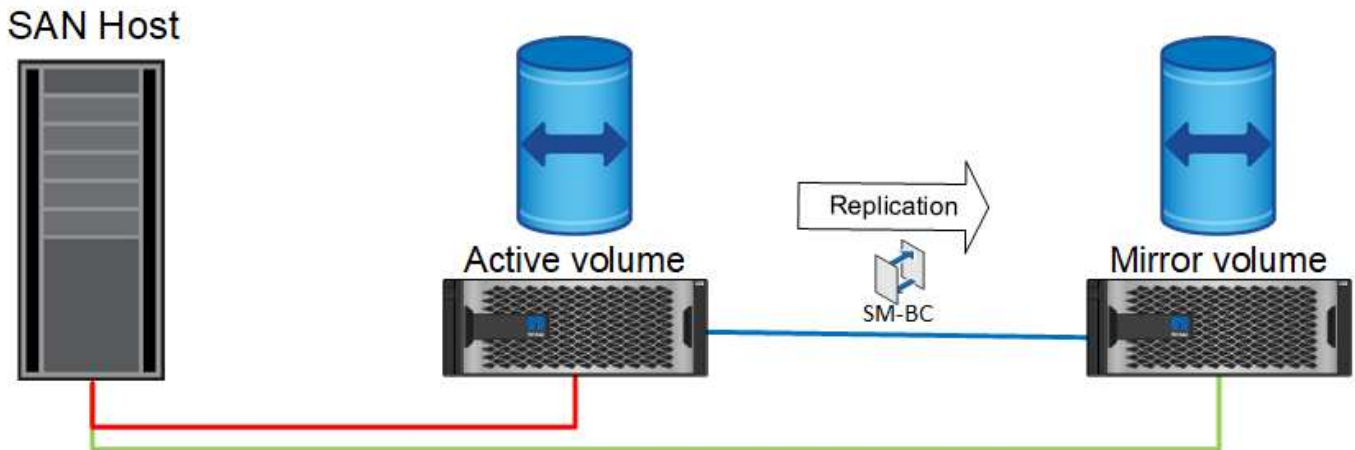 SAN Host
Active volume
Replication
SM-BC
Mirror volume